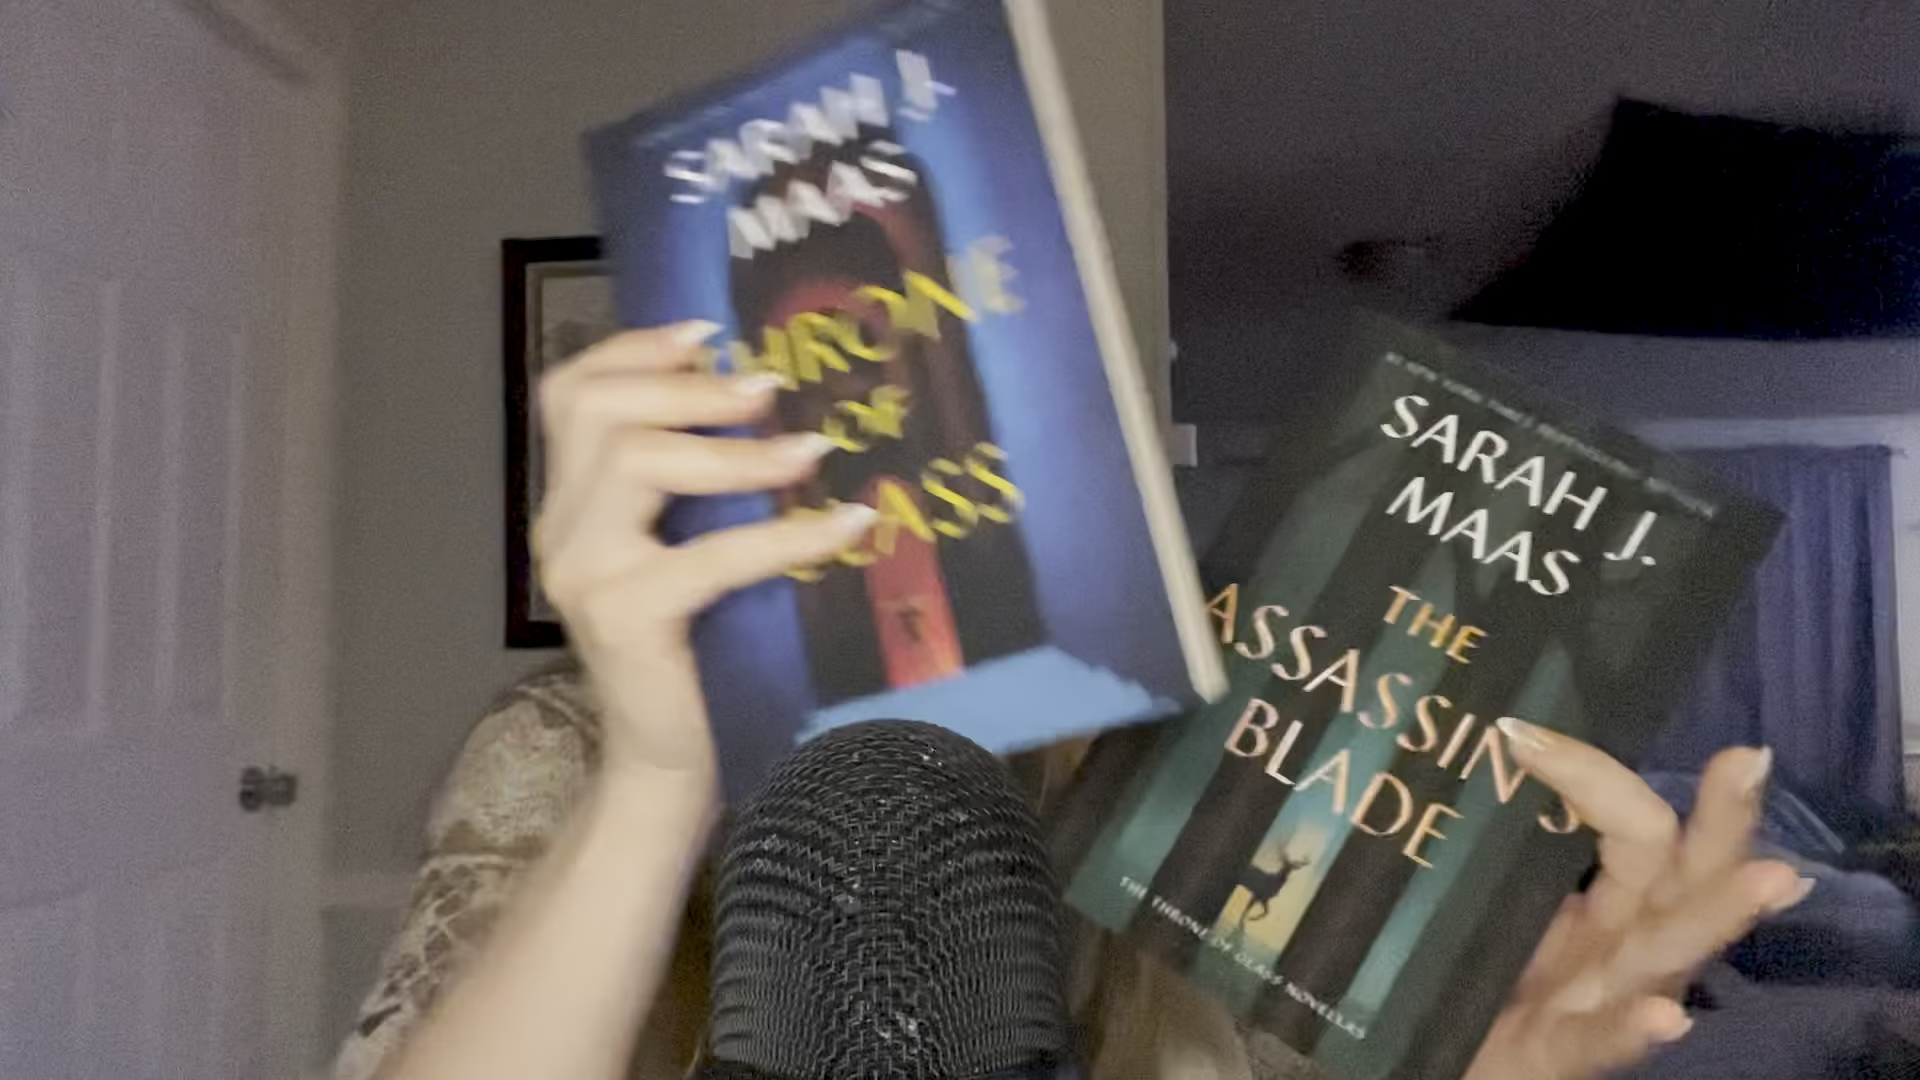 SARAH J.
MAAS
THRONE
OF
GLASS
SARAH J.
MAAS
THE
ASSASSIN'S
BLADE
THE THRONE OF GLASS NOVELLAS